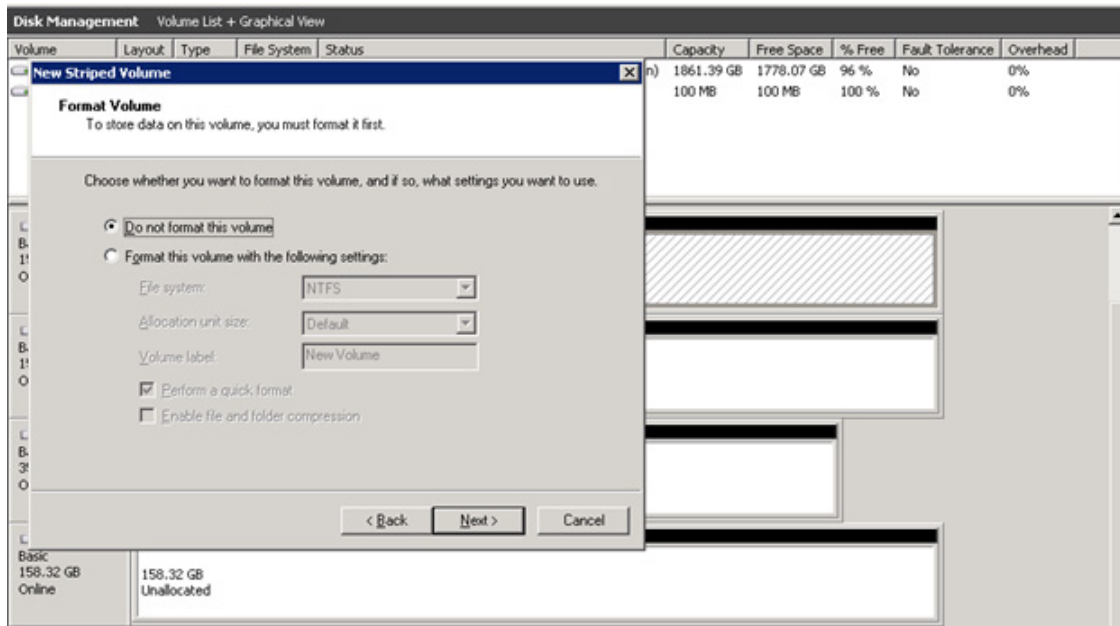 Disk Management Volume List + Graphical View
Volume Layout Type File System Status Capacity Free Space % Free Fault Tolerance Overhead
New Striped Volume
n) 1861.39 GB 1778.07 GB 96 % No 0%
100 MB 100 MB 100 % No 0%
Format Volume
To store data on this volume, you must format it first.
Choose whether you want to format this volume, and if so, what settings you want to use.
Do not format this volume
Format this volume with the following settings:
File system: NTFS
Allocation unit size: Default
Volume label: New Volume
Perform a quick format
Enable file and folder compression
< Back Next > Cancel
Basic
158.32 GB
Online
158.32 GB
Unallocated